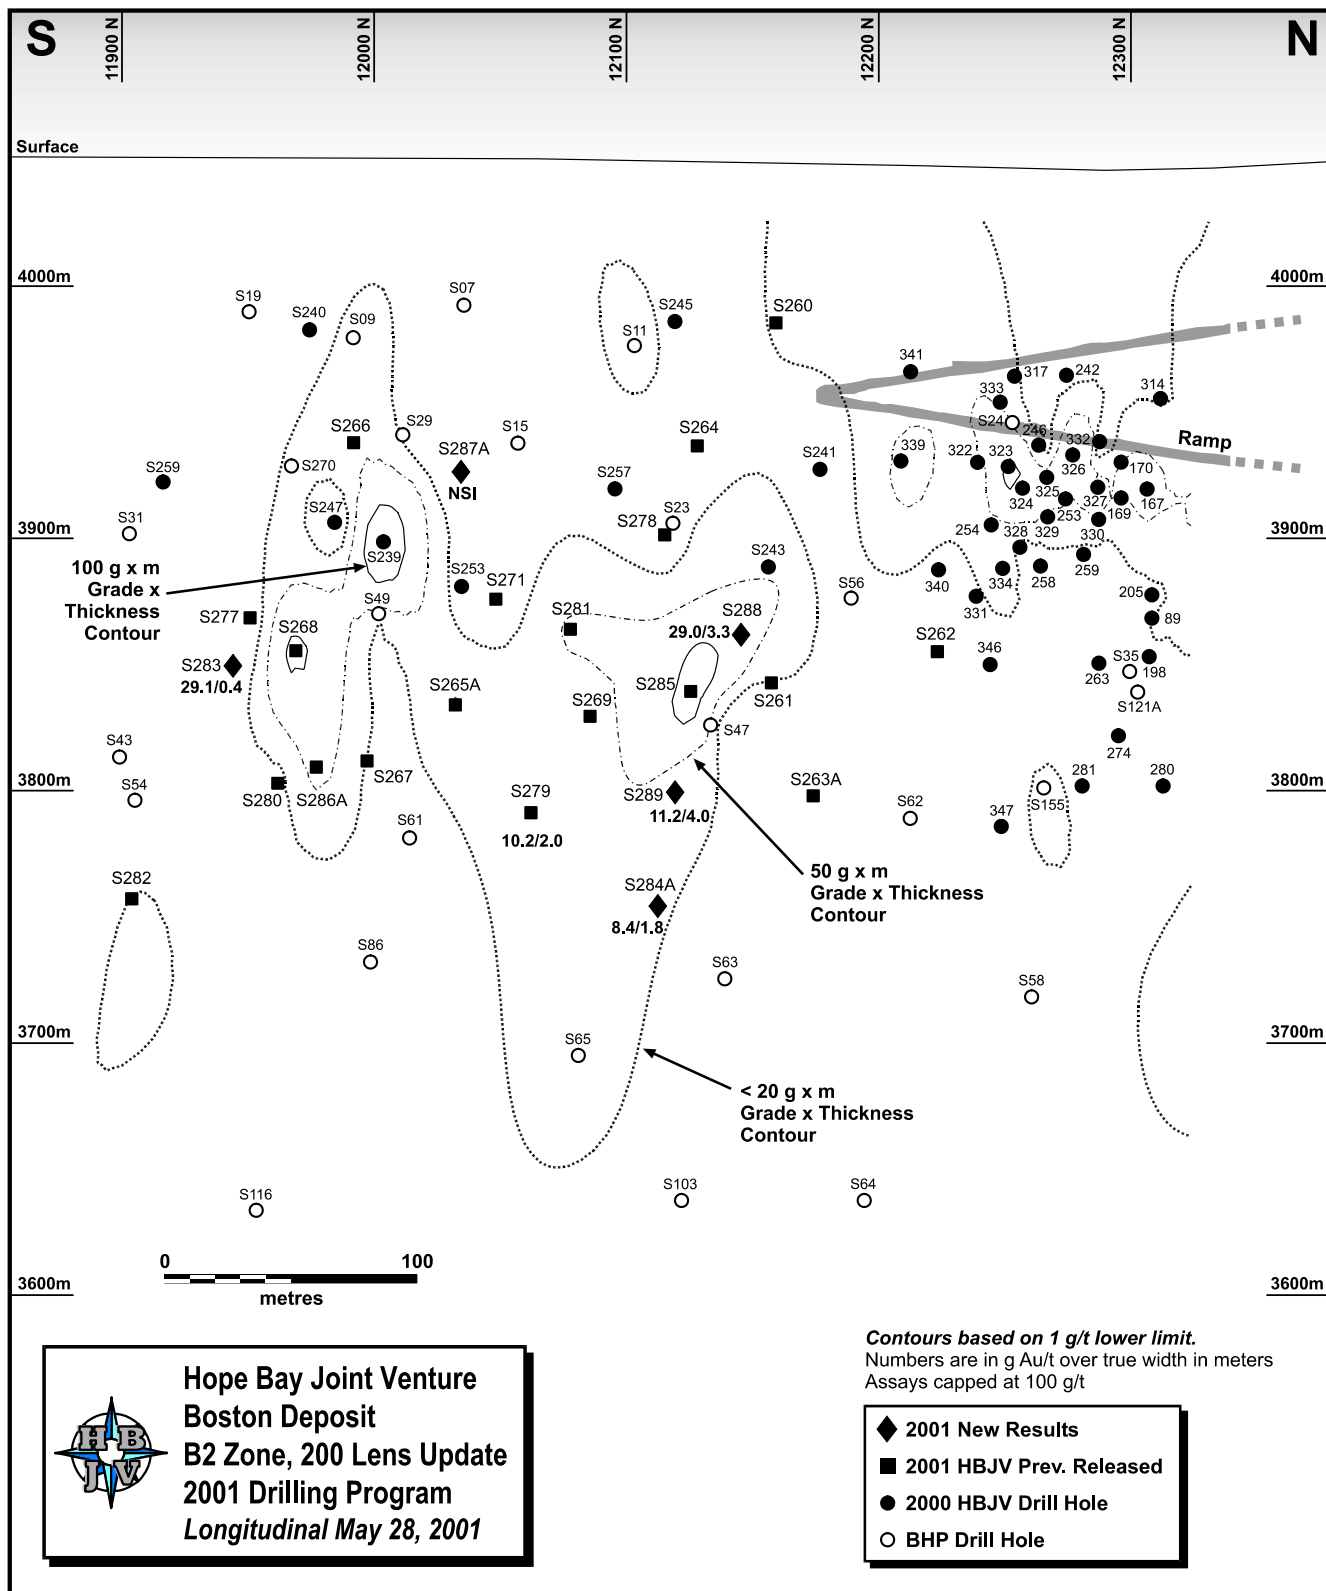 S
N
11900 N
12000 N
12100 N
12200 N
12300 N
Surface
4000m
4000m
S19
S240
S09
S07
S11
S245
S260
341
317
242
314
333
S24
246
332
Ramp
S266
S29
S287A
NSI
S15
S264
S241
339
322
323
326
170
S259
S270
S257
325
327
167
S247
324
169
S31
S278
S23
254
253
328
329
330
3900m
3900m
S239
100 g x m
Grade x
Thickness
Contour
S253
S271
S243
S56
340
334
258
259
331
205
S49
89
S277
S281
S288
29.0/3.3
S268
S262
346
S35
263
198
S283
29.1/0.4
S285
S265A
S269
S261
S121A
S47
S43
274
S267
S54
S280
S286A
S279
10.2/2.0
S289
11.2/4.0
S263A
281
280
3800m
3800m
S62
S155
347
S61
50 g x m
Grade x Thickness
Contour
S282
S284A
8.4/1.8
S86
S63
S58
3700m
3700m
S65
< 20 g x m
Grade x Thickness
Contour
S116
S103
S64
0
100
metres
3600m
3600m
Contours based on 1 g/t lower limit.
Numbers are in g Au/t over true width in meters
Assays capped at 100 g/t
2001 New Results
2001 HBJV Prev. Released
2000 HBJV Drill Hole
BHP Drill Hole
H B
J V
Hope Bay Joint Venture
Boston Deposit
B2 Zone, 200 Lens Update
2001 Drilling Program
Longitudinal May 28, 2001